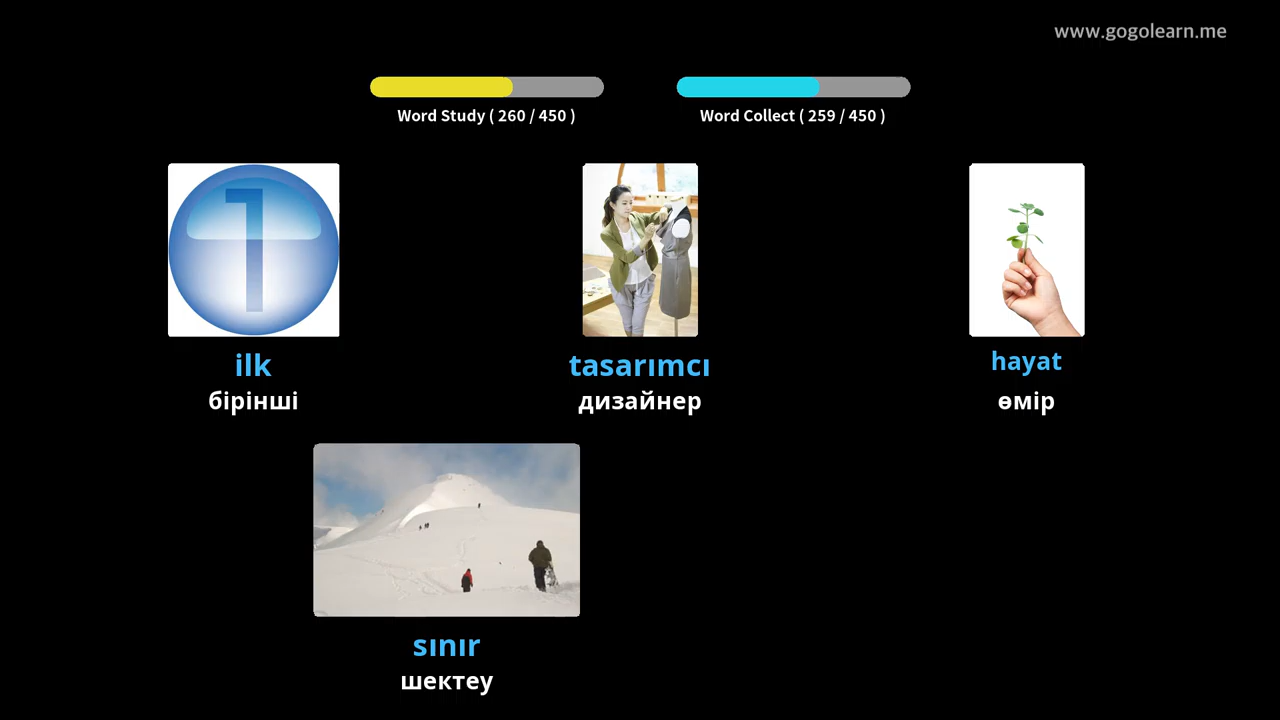 www.gogolearn.me
Word Study ( 260 / 450 )
Word Collect ( 259 / 450 )
1
ilk
бірінші
tasarımcı
дизайнер
hayat
өмір
sınır
шектеу